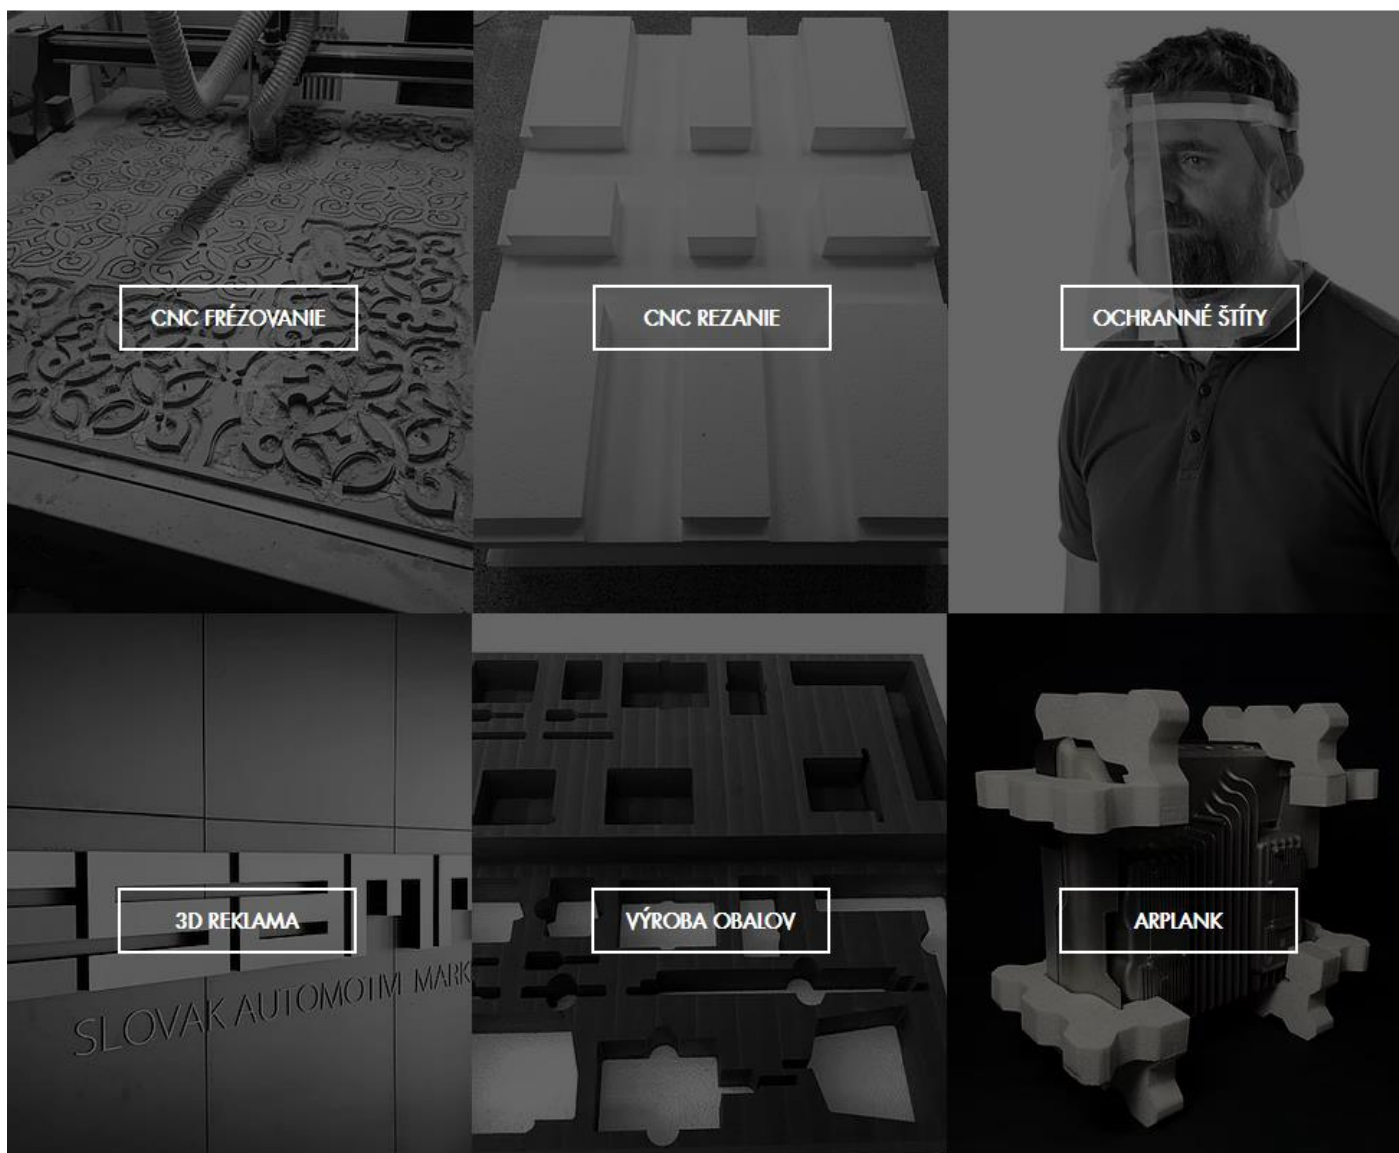 CNC FRÉZOVANIE
CNC REZANIE
OCHRANNÉ ŠTÍTY
3D REKLAMA
VÝROBA OBALOV
ARPLANK
SLOVAK AUTOMOTIVE MARK